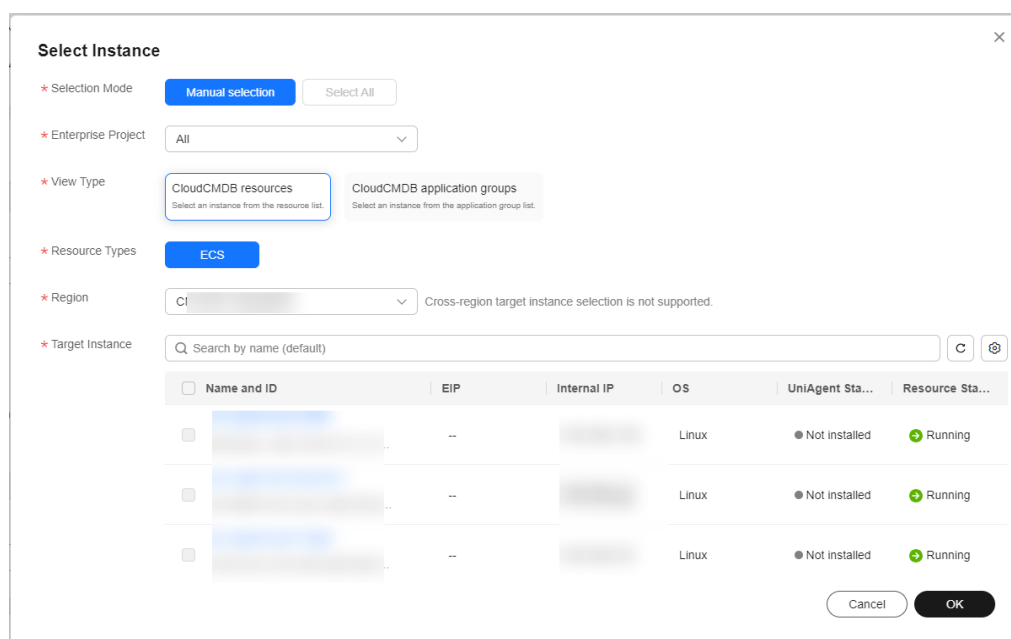 Select Instance
* Selection Mode
Manual selection
Select All
* Enterprise Project
All
* View Type
CloudCMDB resources
Select an instance from the resource list.
CloudCMDB application groups
Select an instance from the application group list.
* Resource Types
ECS
* Region
Cross-region target instance selection is not supported.
* Target Instance
Search by name (default)
Name and ID EIP Internal IP OS UniAgent Sta... Resource Sta...
-- Linux Not installed Running
-- Linux Not installed Running
-- Linux Not installed Running
Cancel
OK